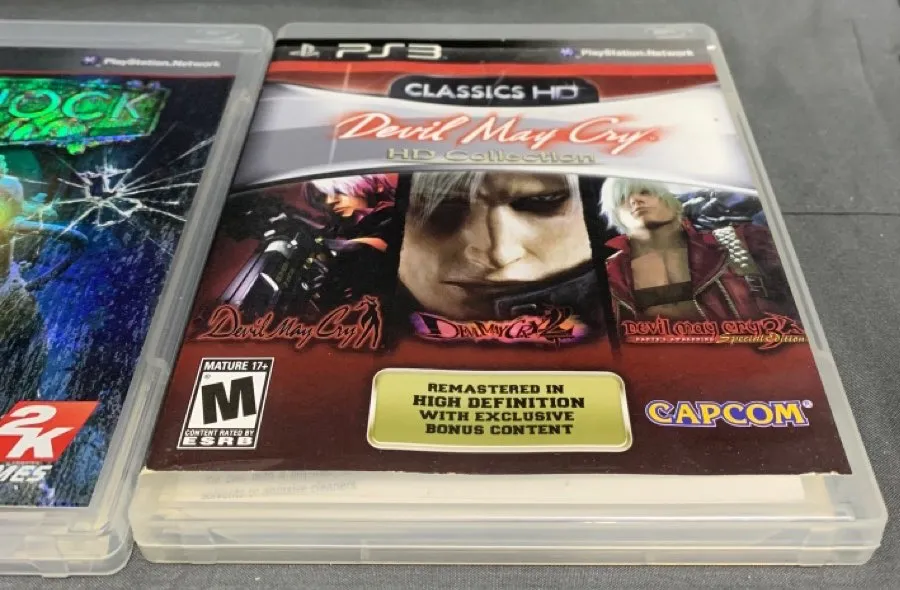 PlayStation.Network
HOCK
2K
MES
PS3
PlayStation.Network
CLASSICS HD
Devil May Cry
HD Collection
Devil May Cry
Devil May Cry 2
Devil may cry 3
DANTE'S AWAKENING
Special Edition
MATURE 17+
M
CONTENT RATED BY
ESRB
REMASTERED IN
HIGH DEFINITION
WITH EXCLUSIVE
BONUS CONTENT
CAPCOM